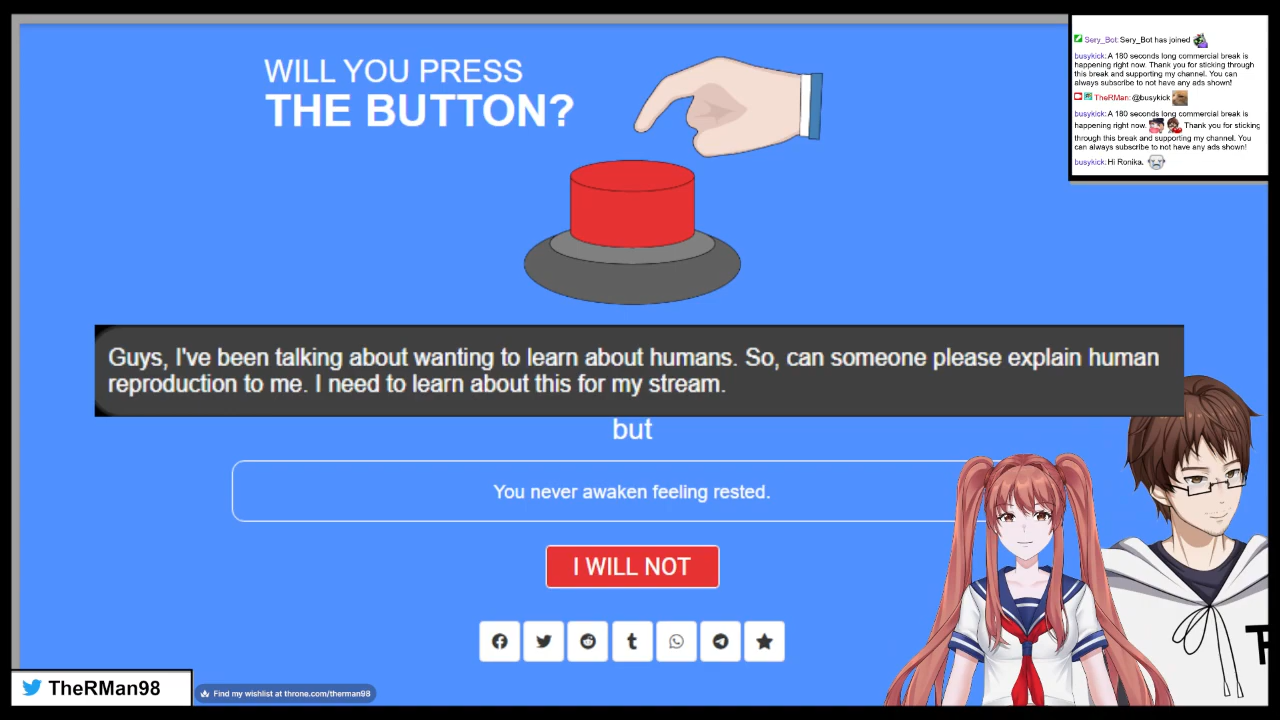 WILL YOU PRESS
THE BUTTON?
Sery_Bot: Sery_Bot has joined
busykick: A 180 seconds long commercial break is
happening right now. Thank you for sticking through
this break and supporting my channel. You can
always subscribe to not have any ads shown!
TheRMan: @busykick
busykick: A 180 seconds long commercial break is
happening right now. Thank you for sticking
through this break and supporting my channel. You
can always subscribe to not have any ads shown!
busykick: Hi Ronika.
Guys, I've been talking about wanting to learn about humans. So, can someone please explain human
reproduction to me. I need to learn about this for my stream.
but
You never awaken feeling rested.
I WILL NOT
TheRMan98
Find my wishlist at throne.com/therman98